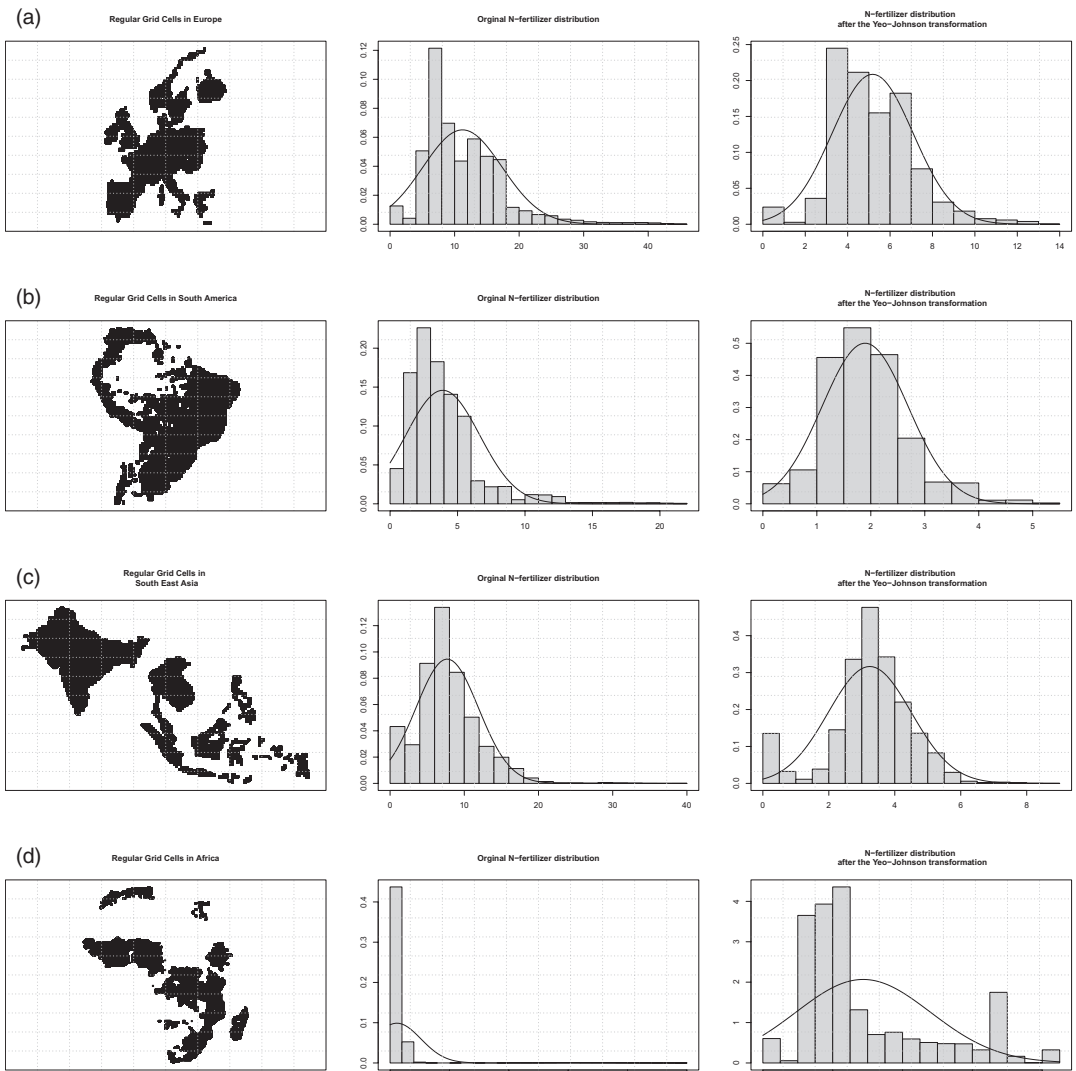 (a)
Regular Grid Cells in Europe
Orginal N−fertilizer distribution
N−fertilizer distribution
after the Yeo−Johnson transformation
0.00 0.02 0.04 0.06 0.08 0.10 0.12
0 10 20 30 40
0.00 0.05 0.10 0.15 0.20 0.25
0 2 4 6 8 10 12 14
(b)
Regular Grid Cells in South America
Orginal N−fertilizer distribution
N−fertilizer distribution
after the Yeo−Johnson transformation
0.00 0.05 0.10 0.15 0.20
0 5 10 15 20
0.0 0.1 0.2 0.3 0.4 0.5
0 1 2 3 4 5
(c)
Regular Grid Cells in
South East Asia
Orginal N−fertilizer distribution
N−fertilizer distribution
after the Yeo−Johnson transformation
0.00 0.02 0.04 0.06 0.08 0.10 0.12
0 10 20 30 40
0.0 0.1 0.2 0.3 0.4
0 2 4 6 8
(d)
Regular Grid Cells in Africa
Orginal N−fertilizer distribution
N−fertilizer distribution
after the Yeo−Johnson transformation
0.0 0.1 0.2 0.3 0.4
0 1 2 3 4